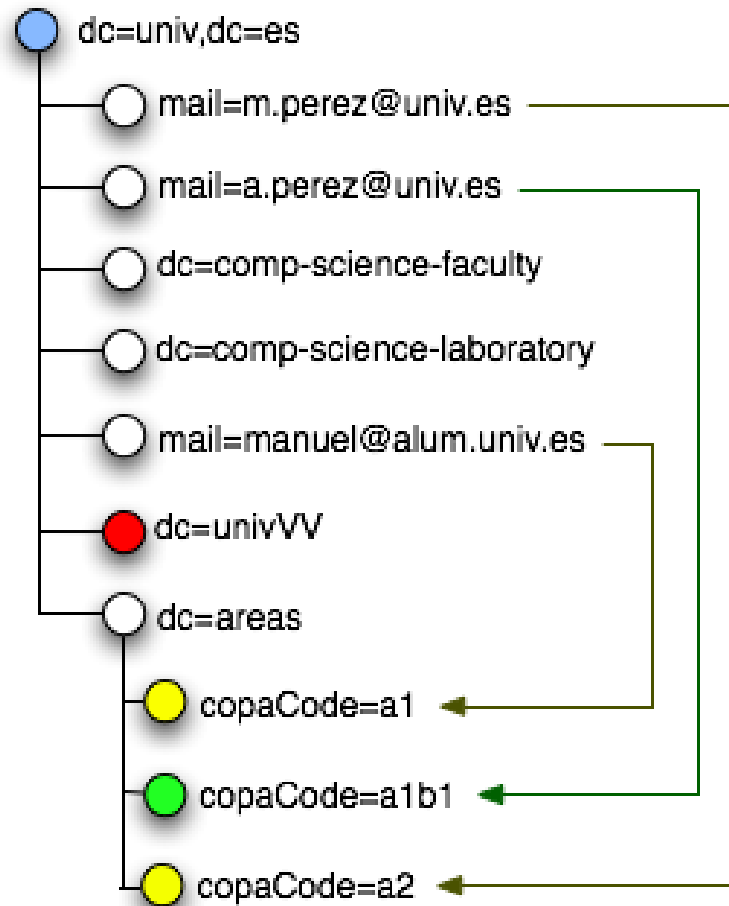 dc=univ,dc=es
mail=m.perez@univ.es
mail=a.perez@univ.es
dc=comp-science-faculty
dc=comp-science-laboratory
mail=manuel@alum.univ.es
dc=univVV
dc=areas
copaCode=a1
copaCode=a1b1
copaCode=a2